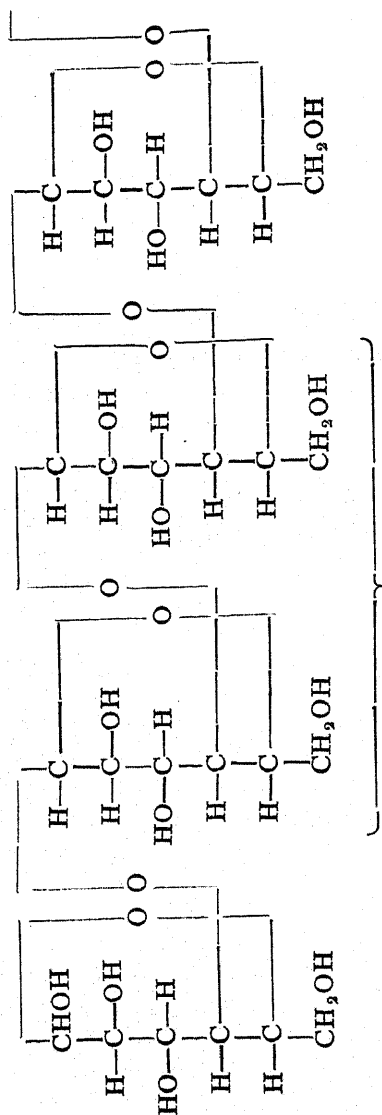 CHOH H—C H—C H—C
H—C—OH H—C—OH O H—C—OH H—C—OH
O O O
HO—C—H HO—C—H O HO—C—H O HO—C—H O O
H—C H—C H—C H—C
H—C H—C H—C H—C
CH₂OH CH₂OH CH₂OH CH₂OH